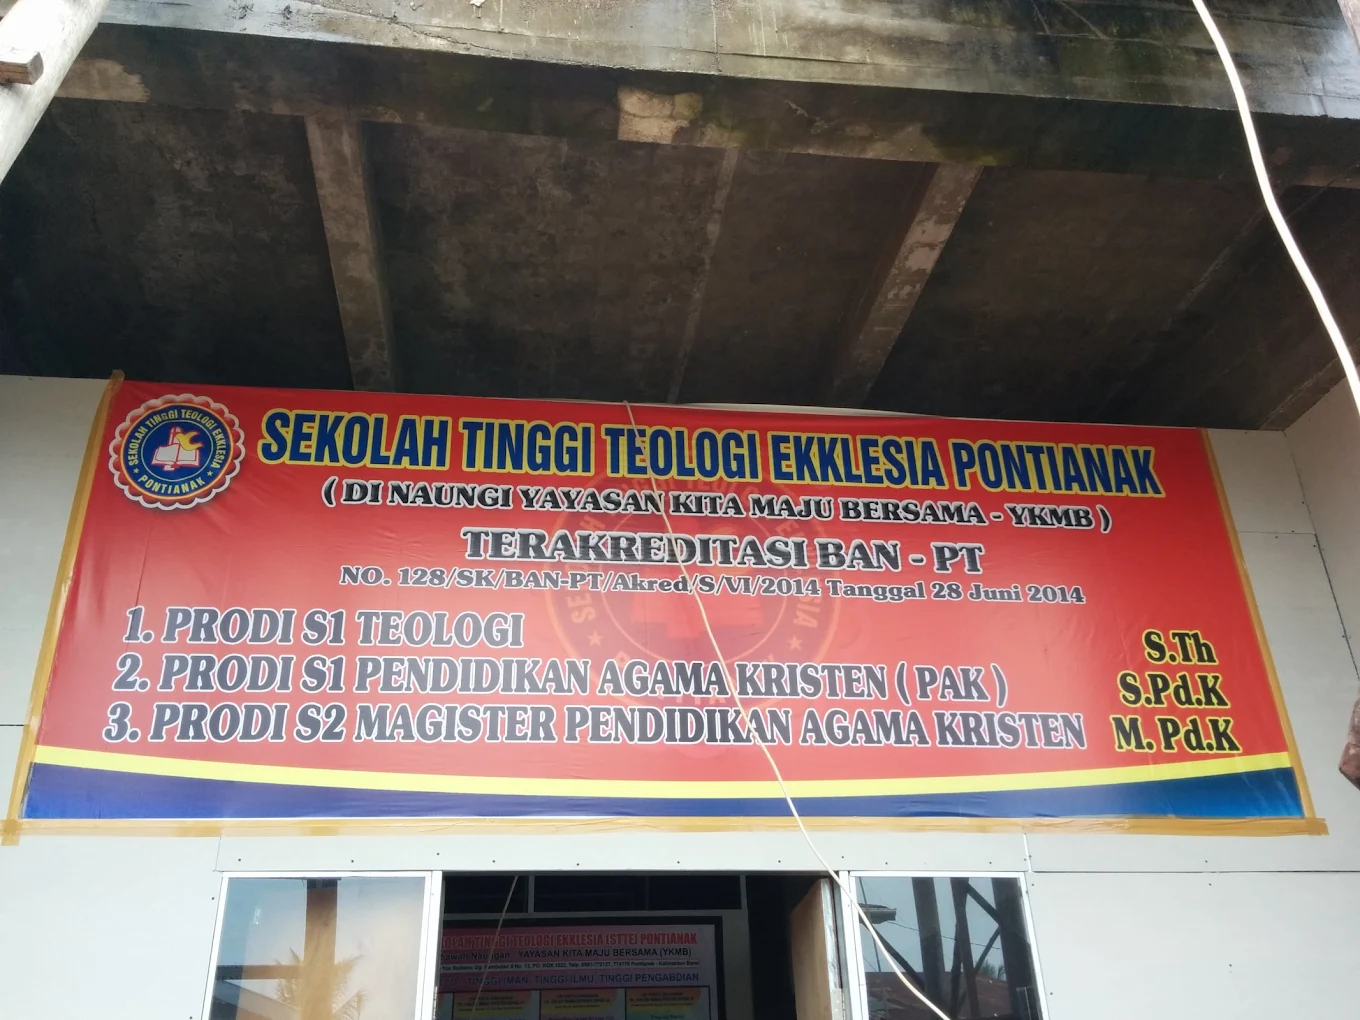 SEKOLAH TINGGI TEOLOGI EKKLESIA
PONTIANAK
SEKOLAH TINGGI TEOLOGI EKKLESIA PONTIANAK
( DI NAUNGI YAYASAN KITA MAJU BERSAMA - YKMB )
TERAKREDITASI BAN - PT
NO. 128/SK/BAN-PT/Akred/S/VI/2014 Tanggal 28 Juni 2014
1. PRODI S1 TEOLOGI S.Th
2. PRODI S1 PENDIDIKAN AGAMA KRISTEN ( PAK ) S.Pd.K
3. PRODI S2 MAGISTER PENDIDIKAN AGAMA KRISTEN M. Pd.K
TINGGI TEOLOGI EKKLESIA (STTE) PONTIANAK
YAYASAN KITA MAJU BERSAMA (YKMB)
TINGGI IMAN, TINGGI ILMU, TINGGI PENGABDIAN